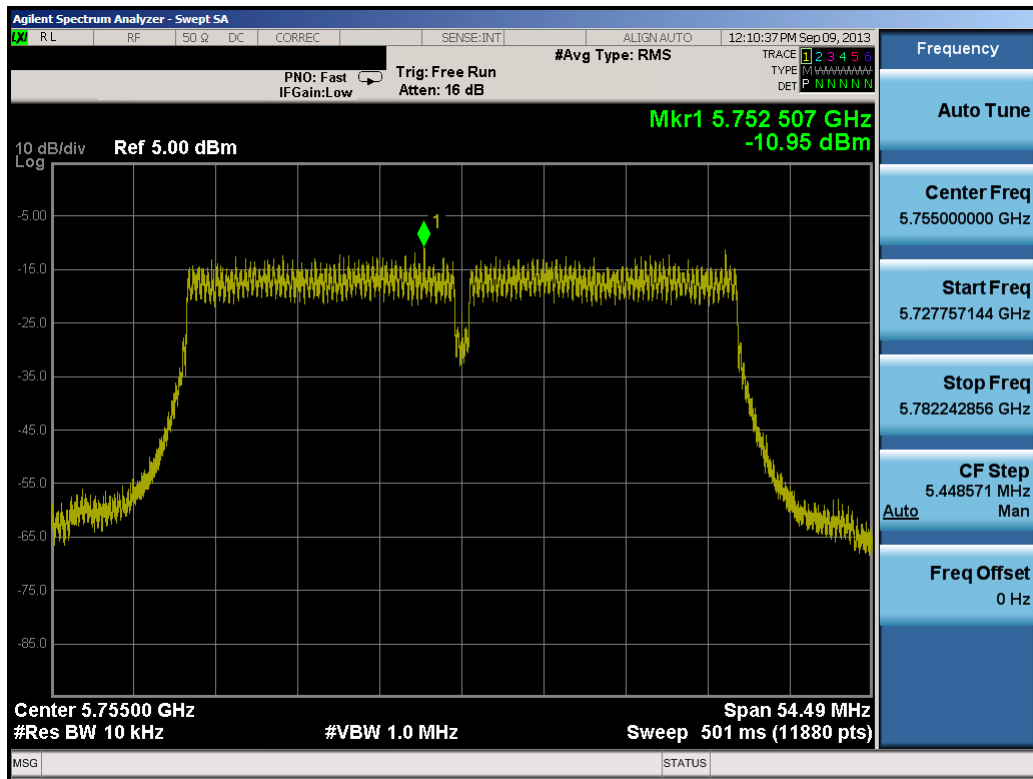 Agilent Spectrum Analyzer - Swept SA
LXI RL RF 50 Ω DC CORREC SENSE:INT ALIGNAUTO 12:10:37 PM Sep 09, 2013
#Avg Type: RMS
TRACE 1 2 3 4 5 6
TYPE M WWWWW
DET P N N N N N
PNO: Fast
IFGain:Low
Trig: Free Run
Atten: 16 dB
Mkr1 5.752 507 GHz
-10.95 dBm
10 dB/div
Log
Ref 5.00 dBm
1
-5.00
-15.0
-25.0
-35.0
-45.0
-55.0
-65.0
-75.0
-85.0
Center 5.75500 GHz
Span 54.49 MHz
#Res BW 10 kHz
#VBW 1.0 MHz
Sweep 501 ms (11880 pts)
MSG
STATUS
Frequency
Auto Tune
Center Freq
5.755000000 GHz
Start Freq
5.727757144 GHz
Stop Freq
5.782242856 GHz
CF Step
5.448571 MHz
Auto Man
Freq Offset
0 Hz